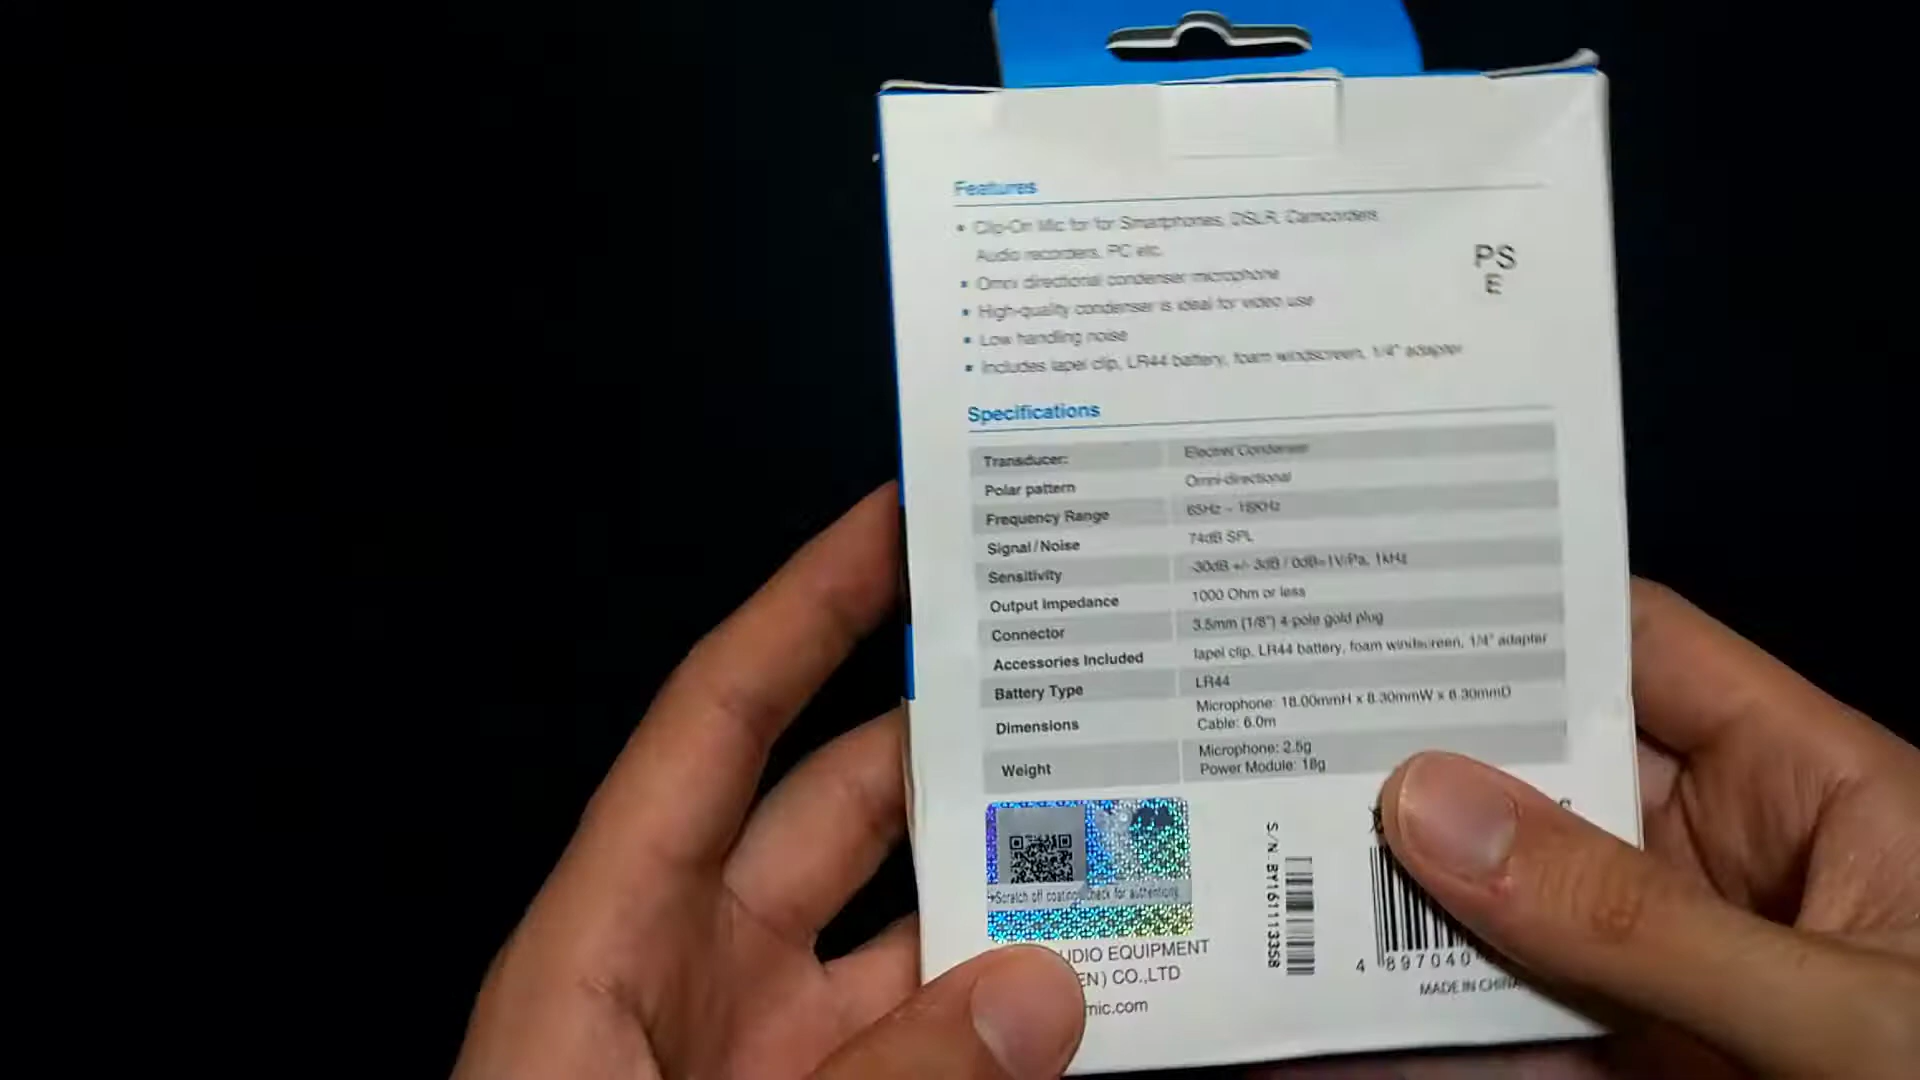 Features
• Clip-On Mic for for Smartphones, DSLR, Camcorders,
Audio recorders, PC etc.
PS
E
• Omni directional condenser microphone
• High-quality condenser is ideal for video use
• Low handling noise
• Includes lapel clip, LR44 battery, foam windscreen, 1/4" adapter
Specifications
Transducer: Electret Condenser
Polar pattern Omni-directional
Frequency Range 65Hz ~ 18KHz
Signal/Noise 74dB SPL
Sensitivity -30dB +/- 3dB / 0dB=1V/Pa, 1kHz
Output Impedance 1000 Ohm or less
Connector 3.5mm (1/8") 4-pole gold plug
Accessories Included lapel clip, LR44 battery, foam windscreen, 1/4" adapter
Battery Type LR44
Dimensions Microphone: 18.00mmH x 8.30mmW x 8.30mmD
Cable: 6.0m
Weight Microphone: 2.5g
Power Module: 18g
Scratch off coating, check for authenticity
S/N: BY161113358
UDIO EQUIPMENT
EN) CO.,LTD
mic.com
4 897040
MADE IN CHINA